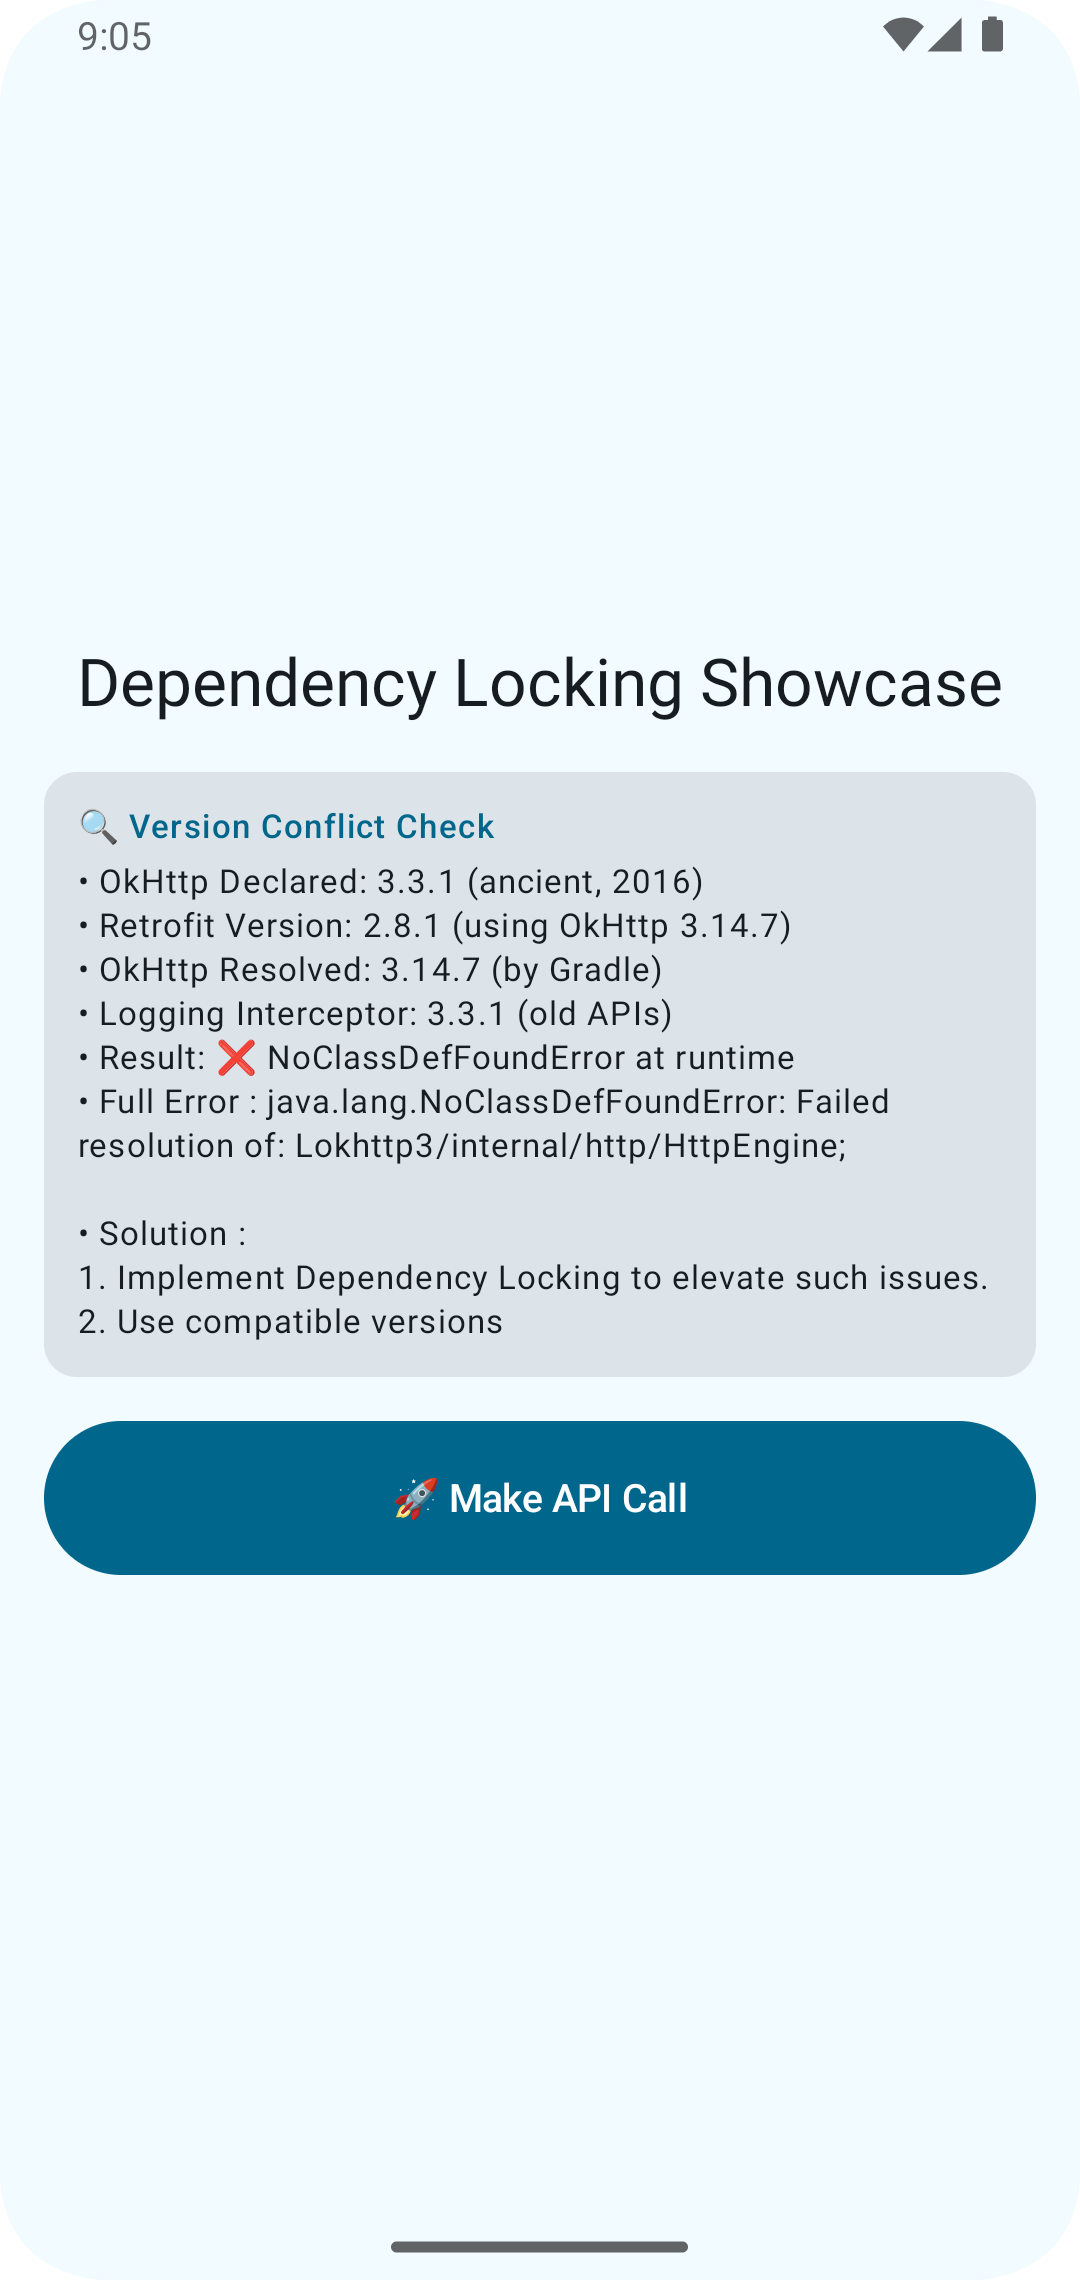 9:05
Dependency Locking Showcase
🔍 Version Conflict Check
• OkHttp Declared: 3.3.1 (ancient, 2016)
• Retrofit Version: 2.8.1 (using OkHttp 3.14.7)
• OkHttp Resolved: 3.14.7 (by Gradle)
• Logging Interceptor: 3.3.1 (old APIs)
• Result: ❌ NoClassDefFoundError at runtime
• Full Error : java.lang.NoClassDefFoundError: Failed
resolution of: Lokhttp3/internal/http/HttpEngine;
• Solution :
1. Implement Dependency Locking to elevate such issues.
2. Use compatible versions
🚀 Make API Call